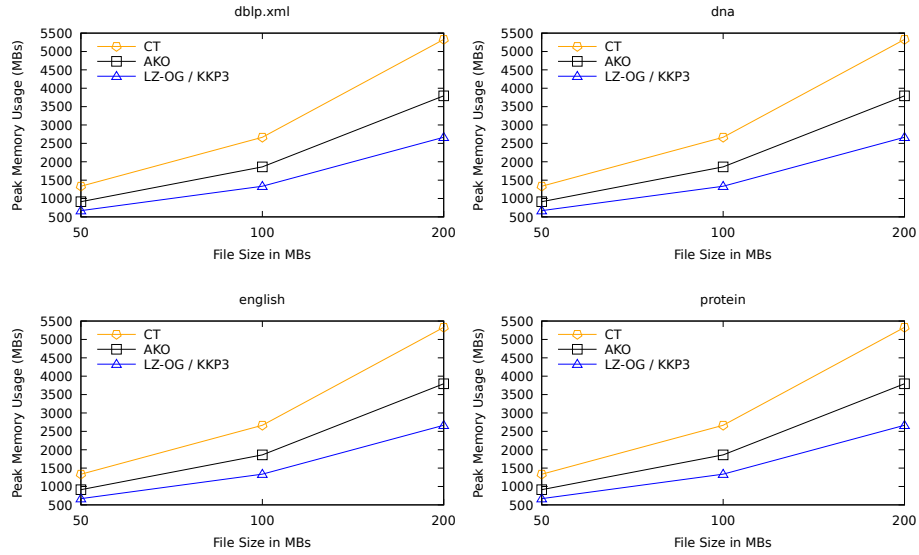 dblp.xml
5500
5000
4500
4000
3500
3000
2500
2000
1500
1000
500
Peak Memory Usage (MBs)
CT
AKO
LZ-OG / KKP3
50
100
200
File Size in MBs
dna
5500
5000
4500
4000
3500
3000
2500
2000
1500
1000
500
Peak Memory Usage (MBs)
CT
AKO
LZ-OG / KKP3
50
100
200
File Size in MBs
english
5500
5000
4500
4000
3500
3000
2500
2000
1500
1000
500
Peak Memory Usage (MBs)
CT
AKO
LZ-OG / KKP3
50
100
200
File Size in MBs
protein
5500
5000
4500
4000
3500
3000
2500
2000
1500
1000
500
Peak Memory Usage (MBs)
CT
AKO
LZ-OG / KKP3
50
100
200
File Size in MBs